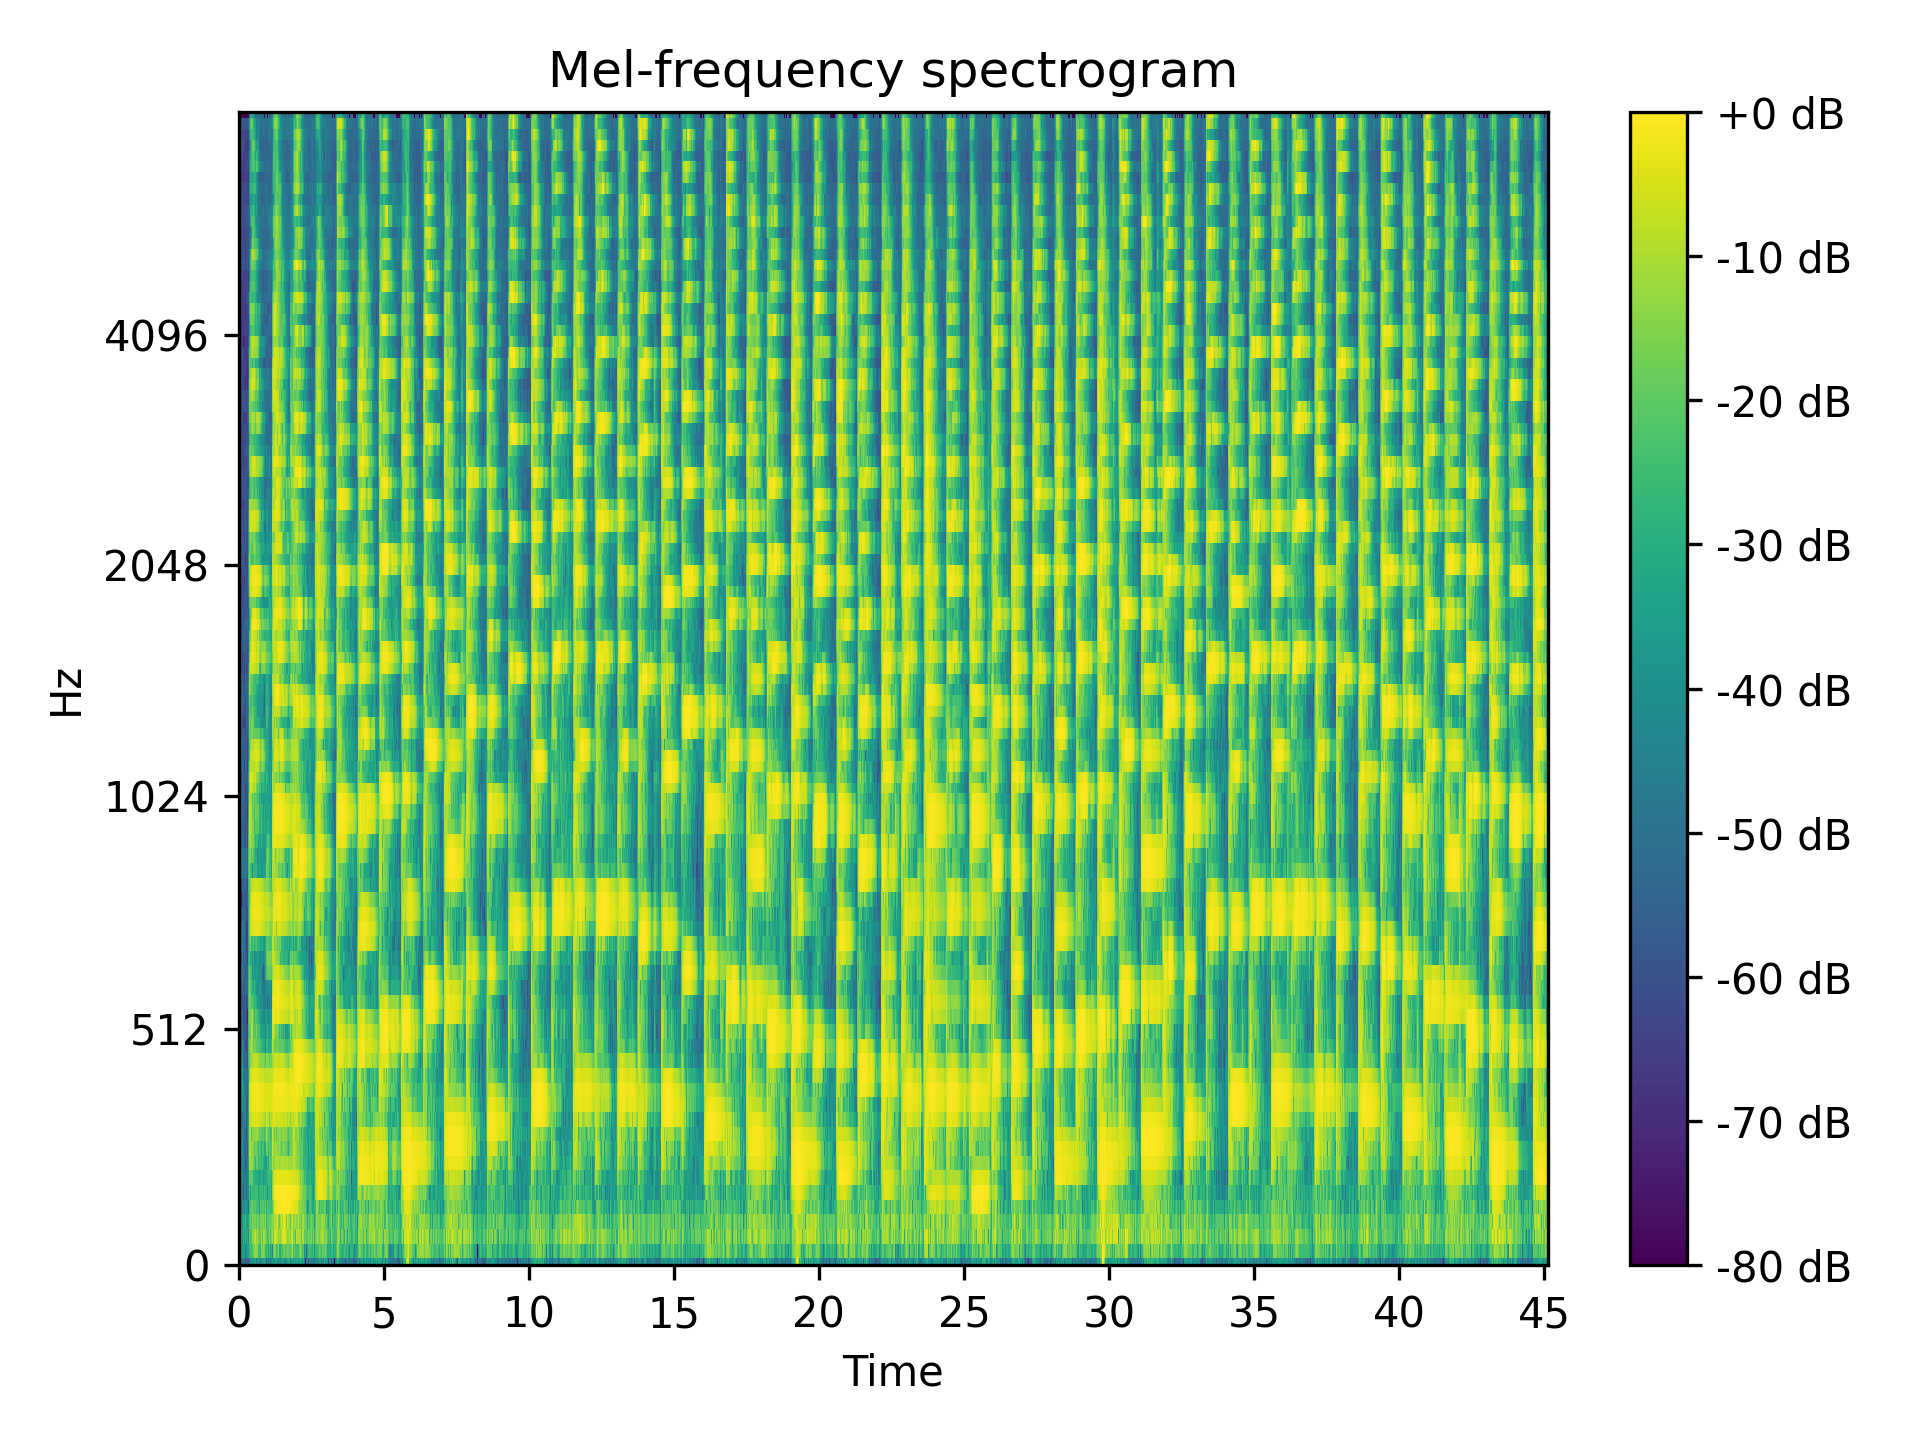 Mel-frequency spectrogram
+0 dB
-10 dB
-20 dB
-30 dB
-40 dB
-50 dB
-60 dB
-70 dB
-80 dB
4096
2048
1024
512
0
Hz
0 5 10 15 20 25 30 35 40 45
Time